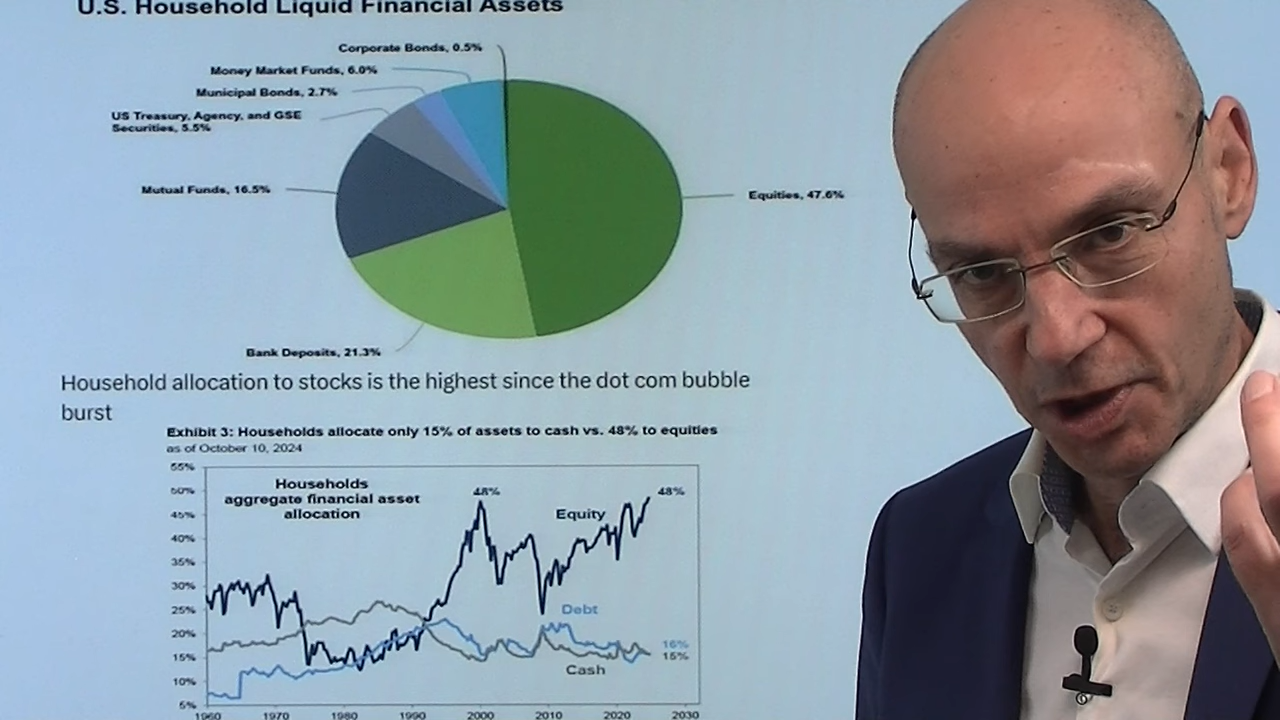 U.S. Household Liquid Financial Assets
Corporate Bonds, 0.5%
Money Market Funds, 6.0%
Municipal Bonds, 2.7%
US Treasury, Agency, and GSE
Securities, 5.5%
Mutual Funds, 16.5%
Equities, 47.6%
Bank Deposits, 21.3%
Household allocation to stocks is the highest since the dot com bubble
burst
Exhibit 3: Households allocate only 15% of assets to cash vs. 48% to equities
as of October 10, 2024
55%
50%
45%
40%
35%
30%
25%
20%
15%
10%
5%
Households
aggregate financial asset
allocation
48%
48%
Equity
Debt
16%
15%
Cash
1960 1970 1980 1990 2000 2010 2020 2030